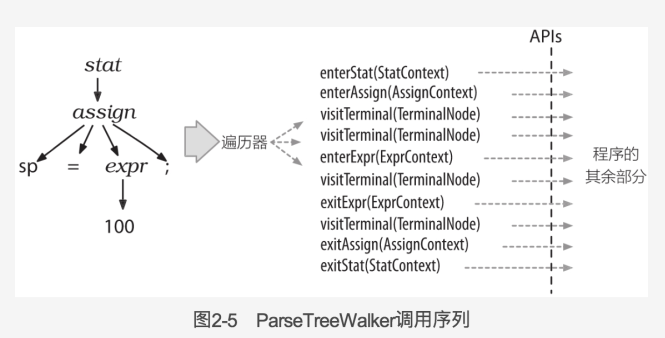 APIs
stat
assign
sp = expr ;
100
遍历器
enterStat(StatContext)
enterAssign(AssignContext)
visitTerminal(TerminalNode)
visitTerminal(TerminalNode)
enterExpr(ExprContext)
visitTerminal(TerminalNode)
exitExpr(ExprContext)
visitTerminal(TerminalNode)
exitAssign(AssignContext)
exitStat(StatContext)
程序的
其余部分
图2-5 ParseTreeWalker调用序列